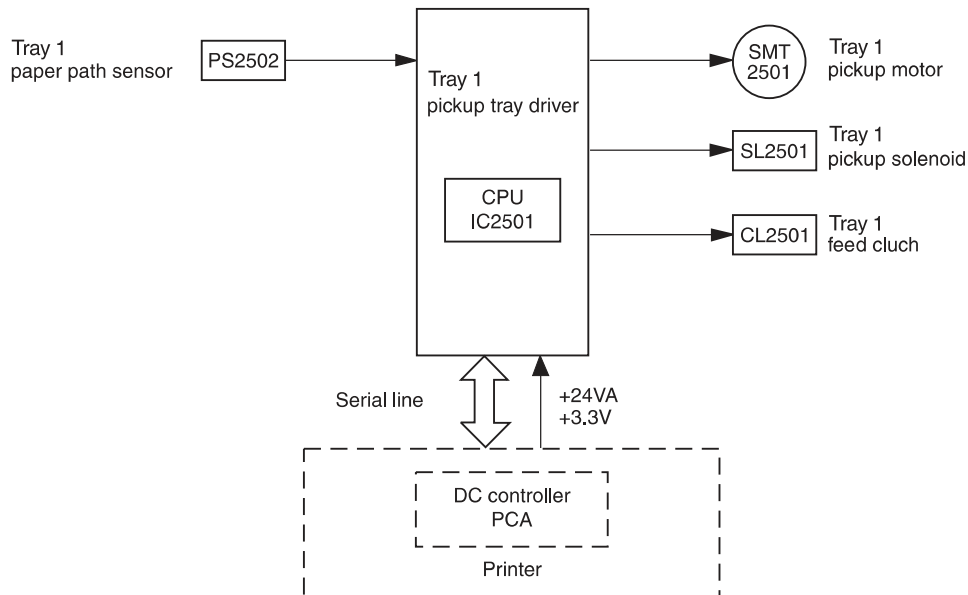 Tray 1
paper path sensor
PS2502
Tray 1
pickup tray driver
CPU
IC2501
SMT
2501
Tray 1
pickup motor
SL2501
Tray 1
pickup solenoid
CL2501
Tray 1
feed cluch
Serial line
+24VA
+3.3V
DC controller
PCA
Printer